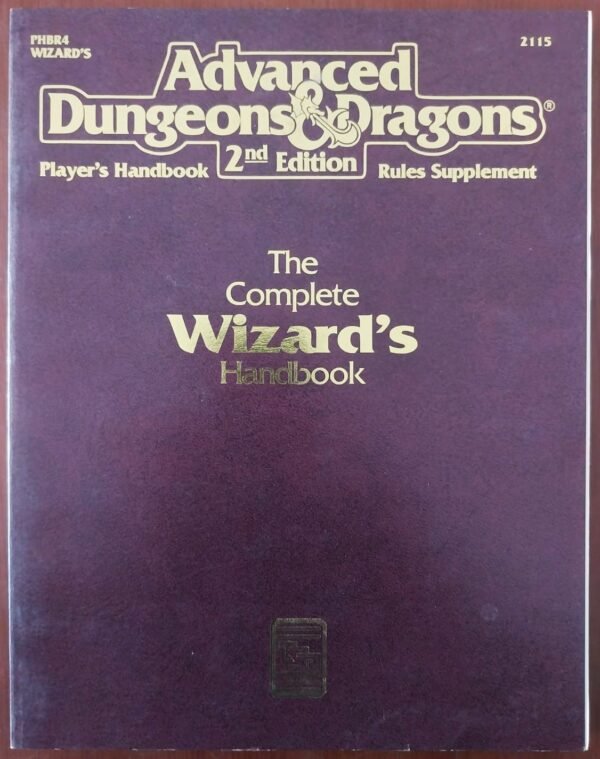 PHBR4
WIZARD'S
2115
Advanced
Dungeons & Dragons®
Player's Handbook 2nd Edition Rules Supplement
The
Complete
Wizard's
Handbook